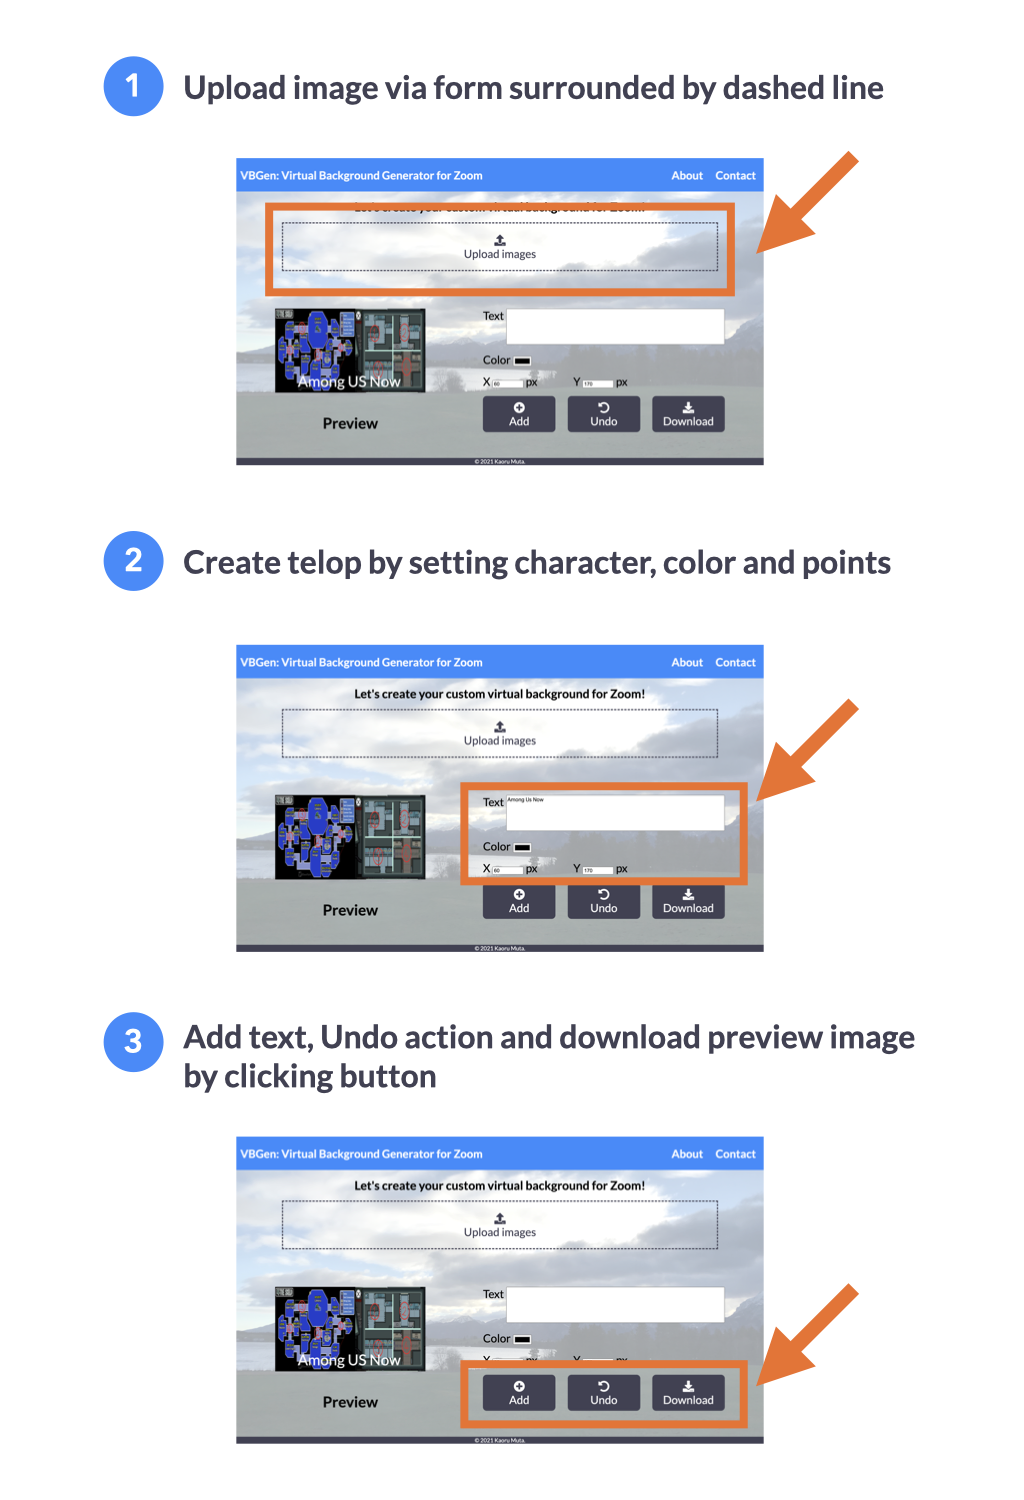 1
Upload image via form surrounded by dashed line
VBGen: Virtual Background Generator for Zoom About Contact
Let's create your custom virtual background for Zoom!
Upload images
Text
Color
Among US Now
X 60 px Y 170 px
Add Undo Download
Preview
© 2021 Kaoru Muta.
2
Create telop by setting character, color and points
VBGen: Virtual Background Generator for Zoom About Contact
Let's create your custom virtual background for Zoom!
Upload images
Text Among Us Now
Color
X 60 px Y 170 px
Add Undo Download
Preview
© 2021 Kaoru Muta.
3
Add text, Undo action and download preview image
by clicking button
VBGen: Virtual Background Generator for Zoom About Contact
Let's create your custom virtual background for Zoom!
Upload images
Text
Color
Among US Now
X px Y px
Add Undo Download
Preview
© 2021 Kaoru Muta.